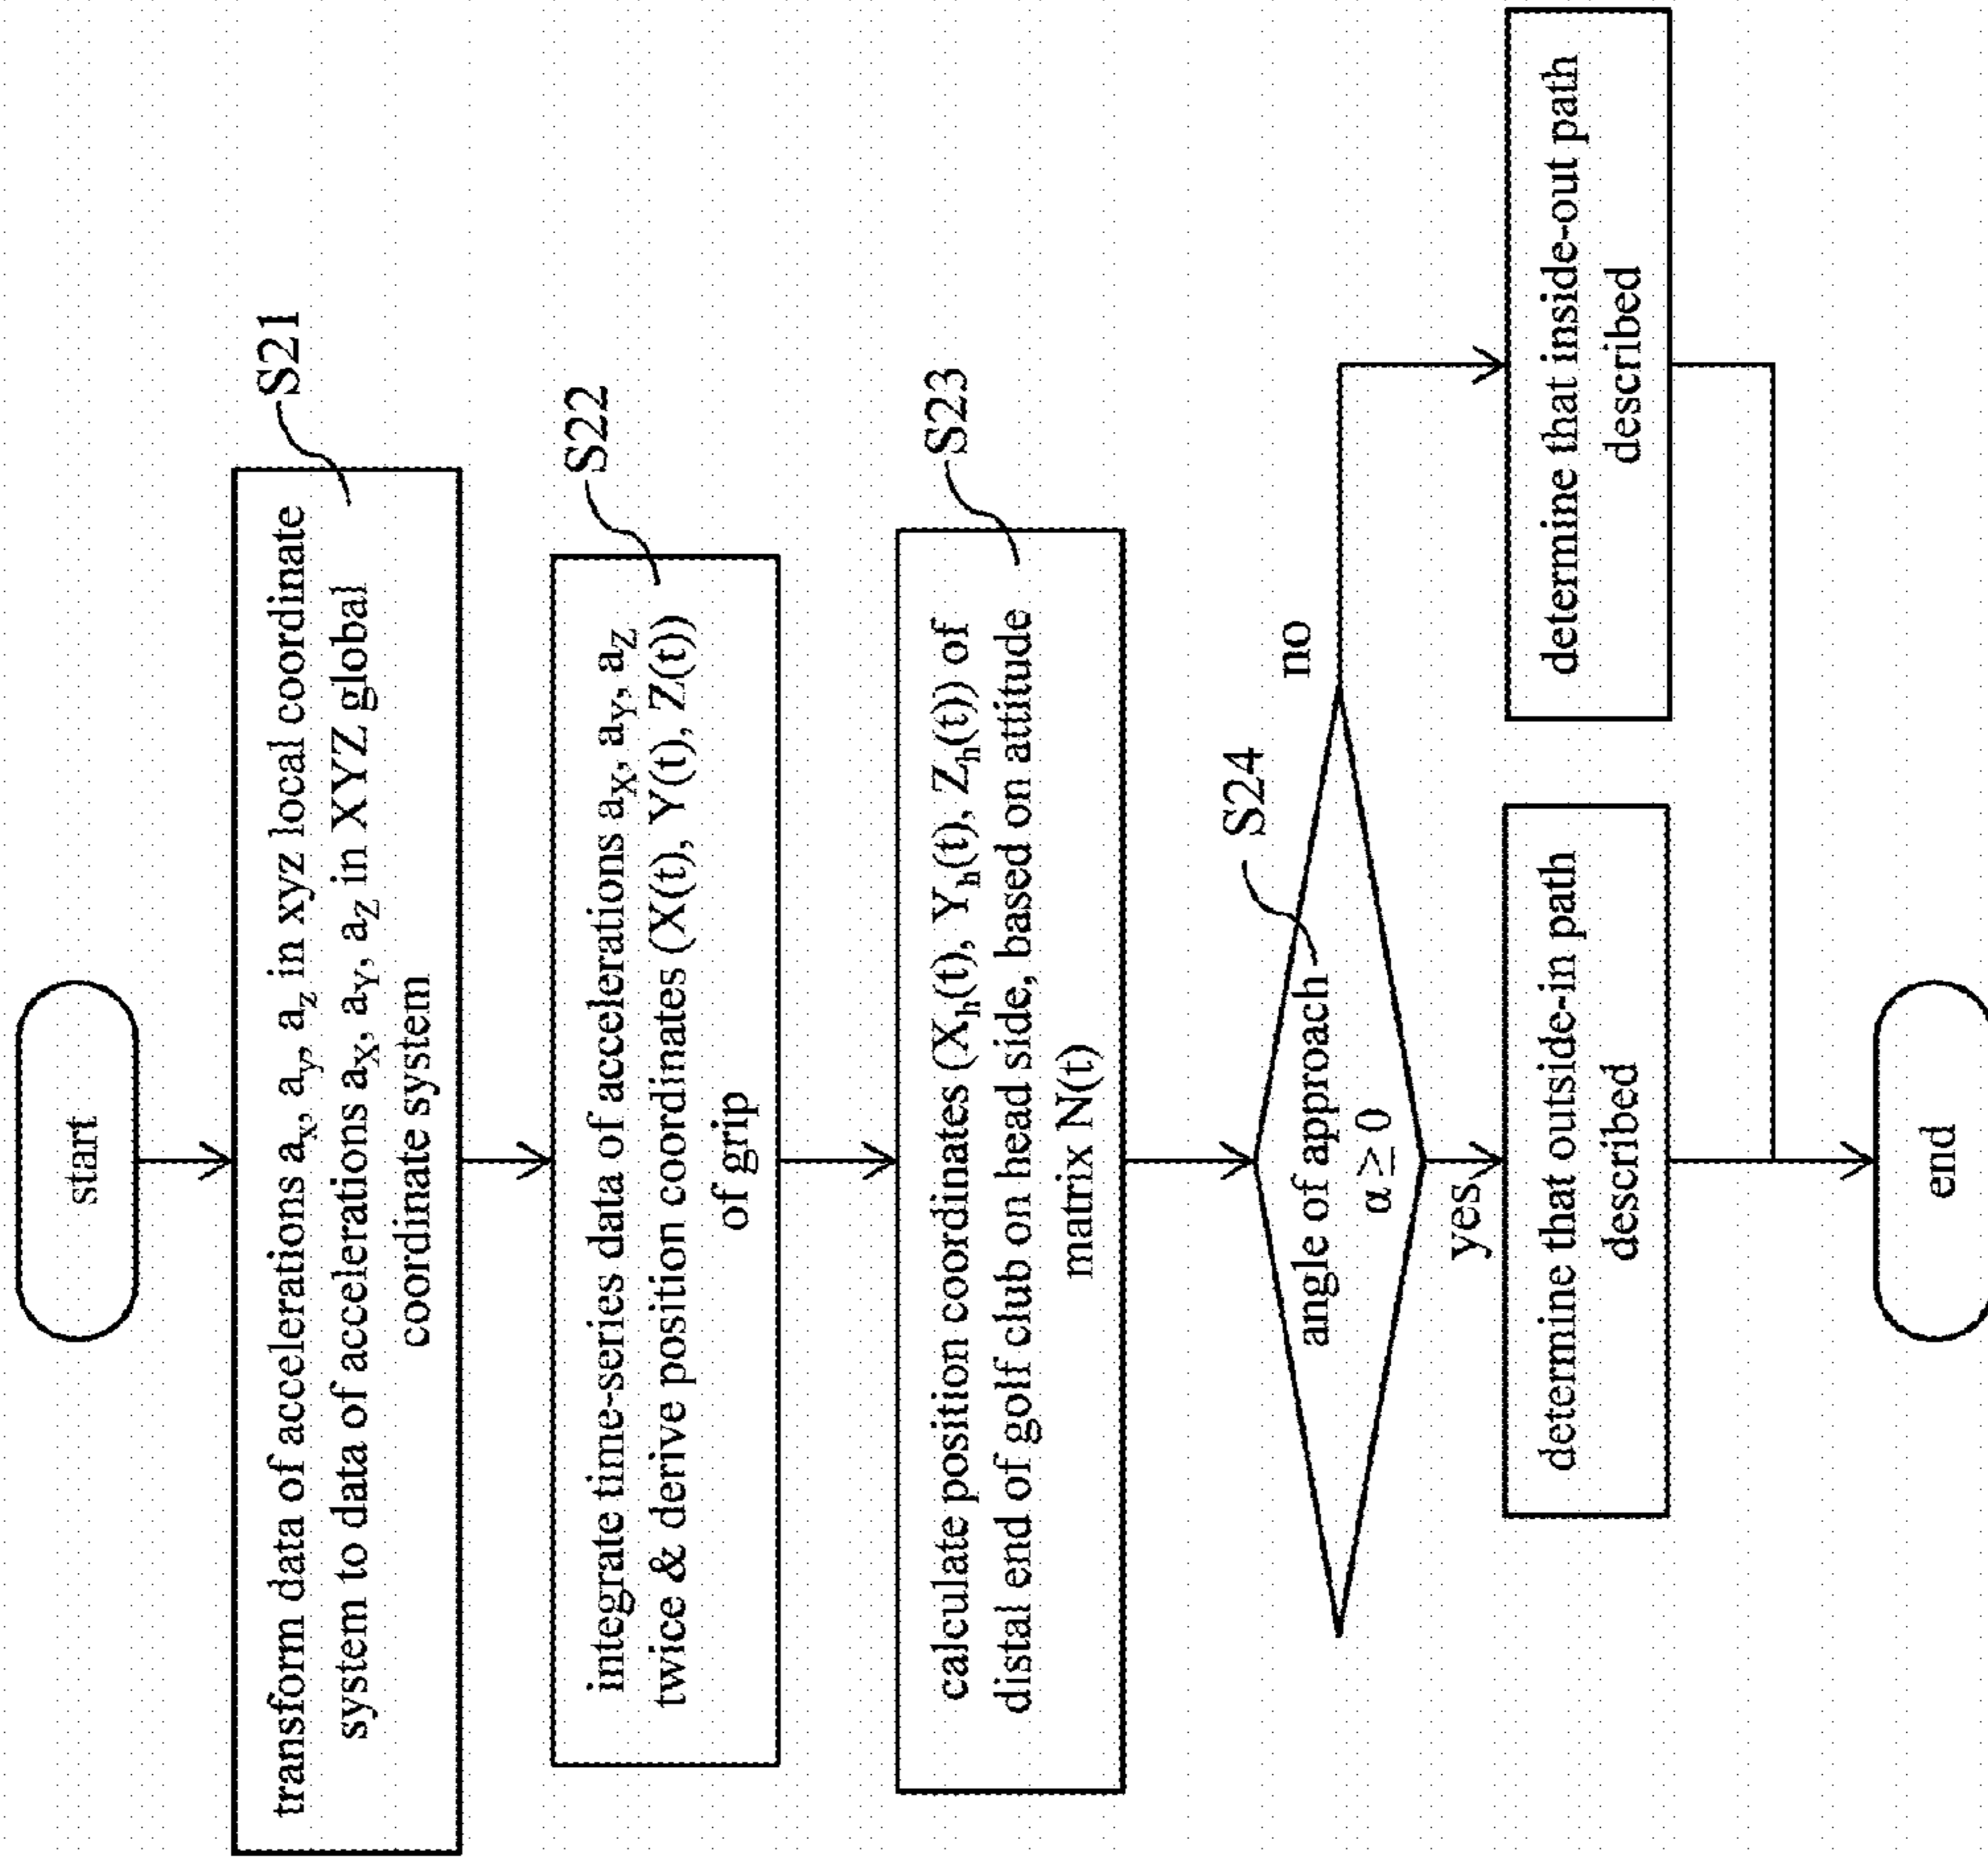 start
S21
transform data of accelerations aₓ, a_y, a_z in xyz local coordinate
system to data of accelerations a_X, a_Y, a_Z in XYZ global
coordinate system
S22
integrate time-series data of accelerations a_X, a_Y, a_Z
twice & derive position coordinates (X(t), Y(t), Z(t))
of grip
S23
calculate position coordinates (X_h(t), Y_h(t), Z_h(t)) of
distal end of golf club on head side, based on attitude
matrix N(t)
S24
angle of approach
α ≥ 0
no
yes
determine that outside-in path
described
determine that inside-out path
described
end